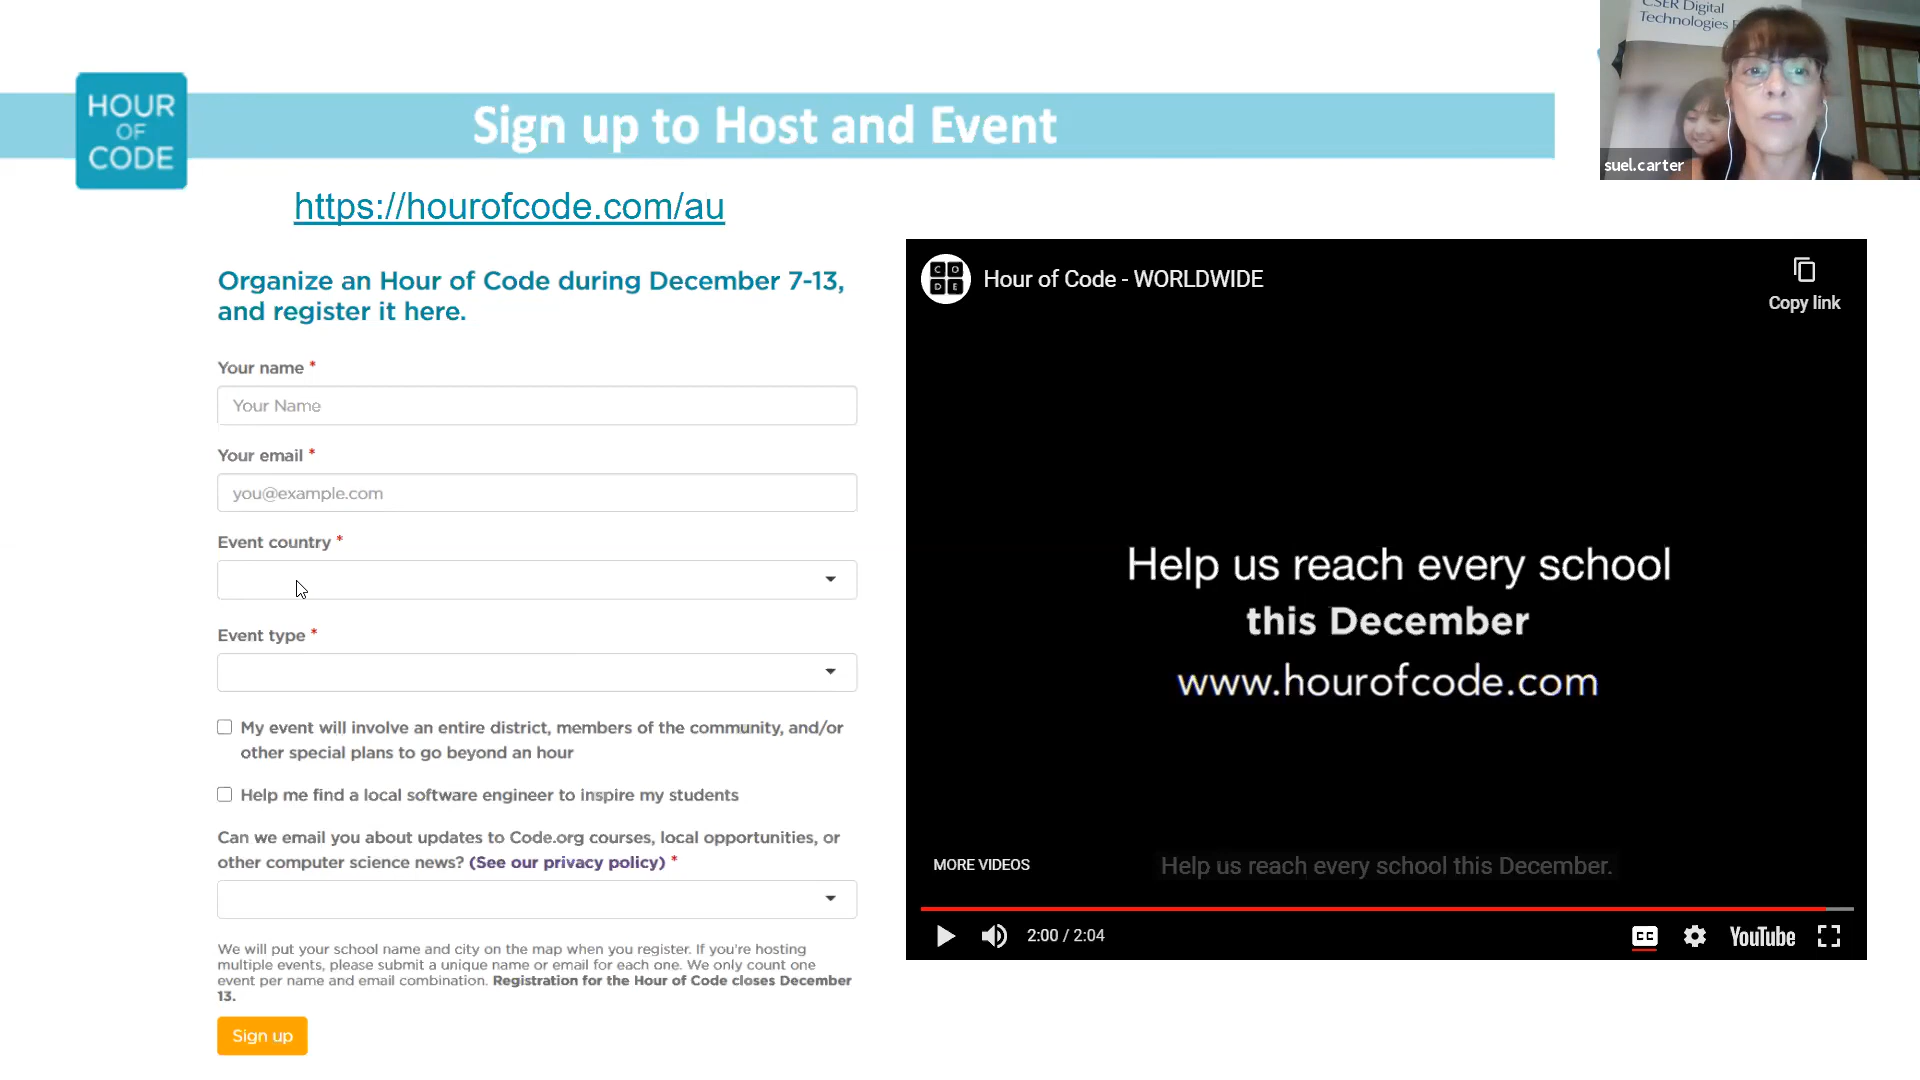 CSER Digital
Technologies
suel.carter
HOUR
OF
CODE
Sign up to Host and Event
https://hourofcode.com/au
Organize an Hour of Code during December 7-13,
and register it here.
Your name *
Your Name
Your email *
you@example.com
Event country *
Event type *
My event will involve an entire district, members of the community, and/or
other special plans to go beyond an hour
Help me find a local software engineer to inspire my students
Can we email you about updates to Code.org courses, local opportunities, or
other computer science news? (See our privacy policy) *
We will put your school name and city on the map when you register. If you're hosting
multiple events, please submit a unique name or email for each one. We only count one
event per name and email combination. Registration for the Hour of Code closes December
13.
Sign up
CO
DE
Hour of Code - WORLDWIDE
Copy link
Help us reach every school
this December
www.hourofcode.com
MORE VIDEOS
Help us reach every school this December.
2:00 / 2:04
CC
YouTube